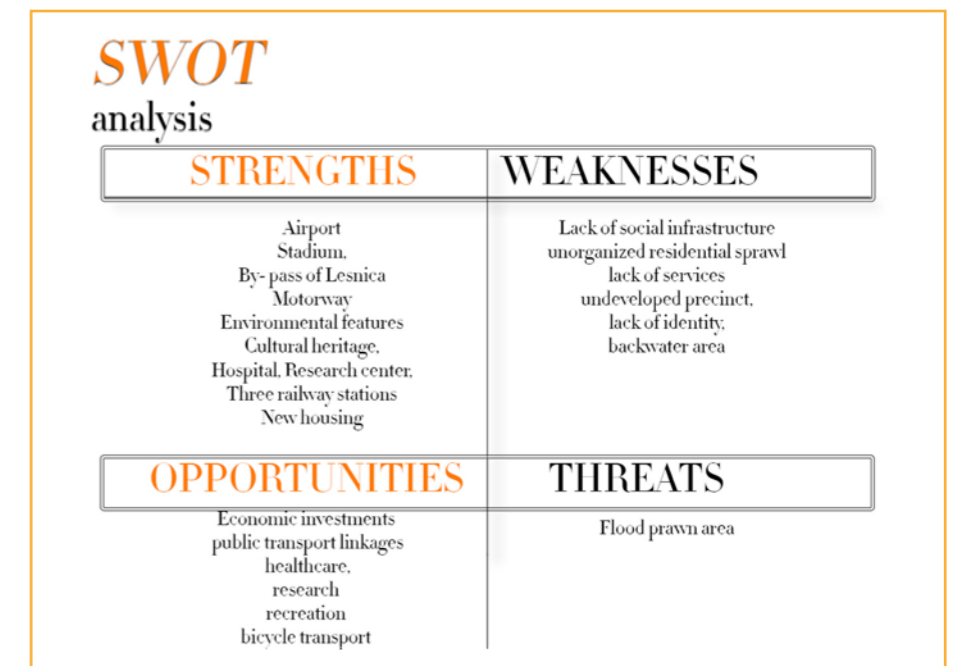 SWOT
analysis
STRENGTHS
Airport
Stadium,
By- pass of Lesnica
Motorway
Environmental features
Cultural heritage,
Hospital, Research center,
Three railway stations
New housing
WEAKNESSES
Lack of social infrastructure
unorganized residential sprawl
lack of services
undeveloped precinct,
lack of identity,
backwater area
OPPORTUNITIES
Economic investments
public transport linkages
healthcare,
research
recreation
bicycle transport
THREATS
Flood prawn area